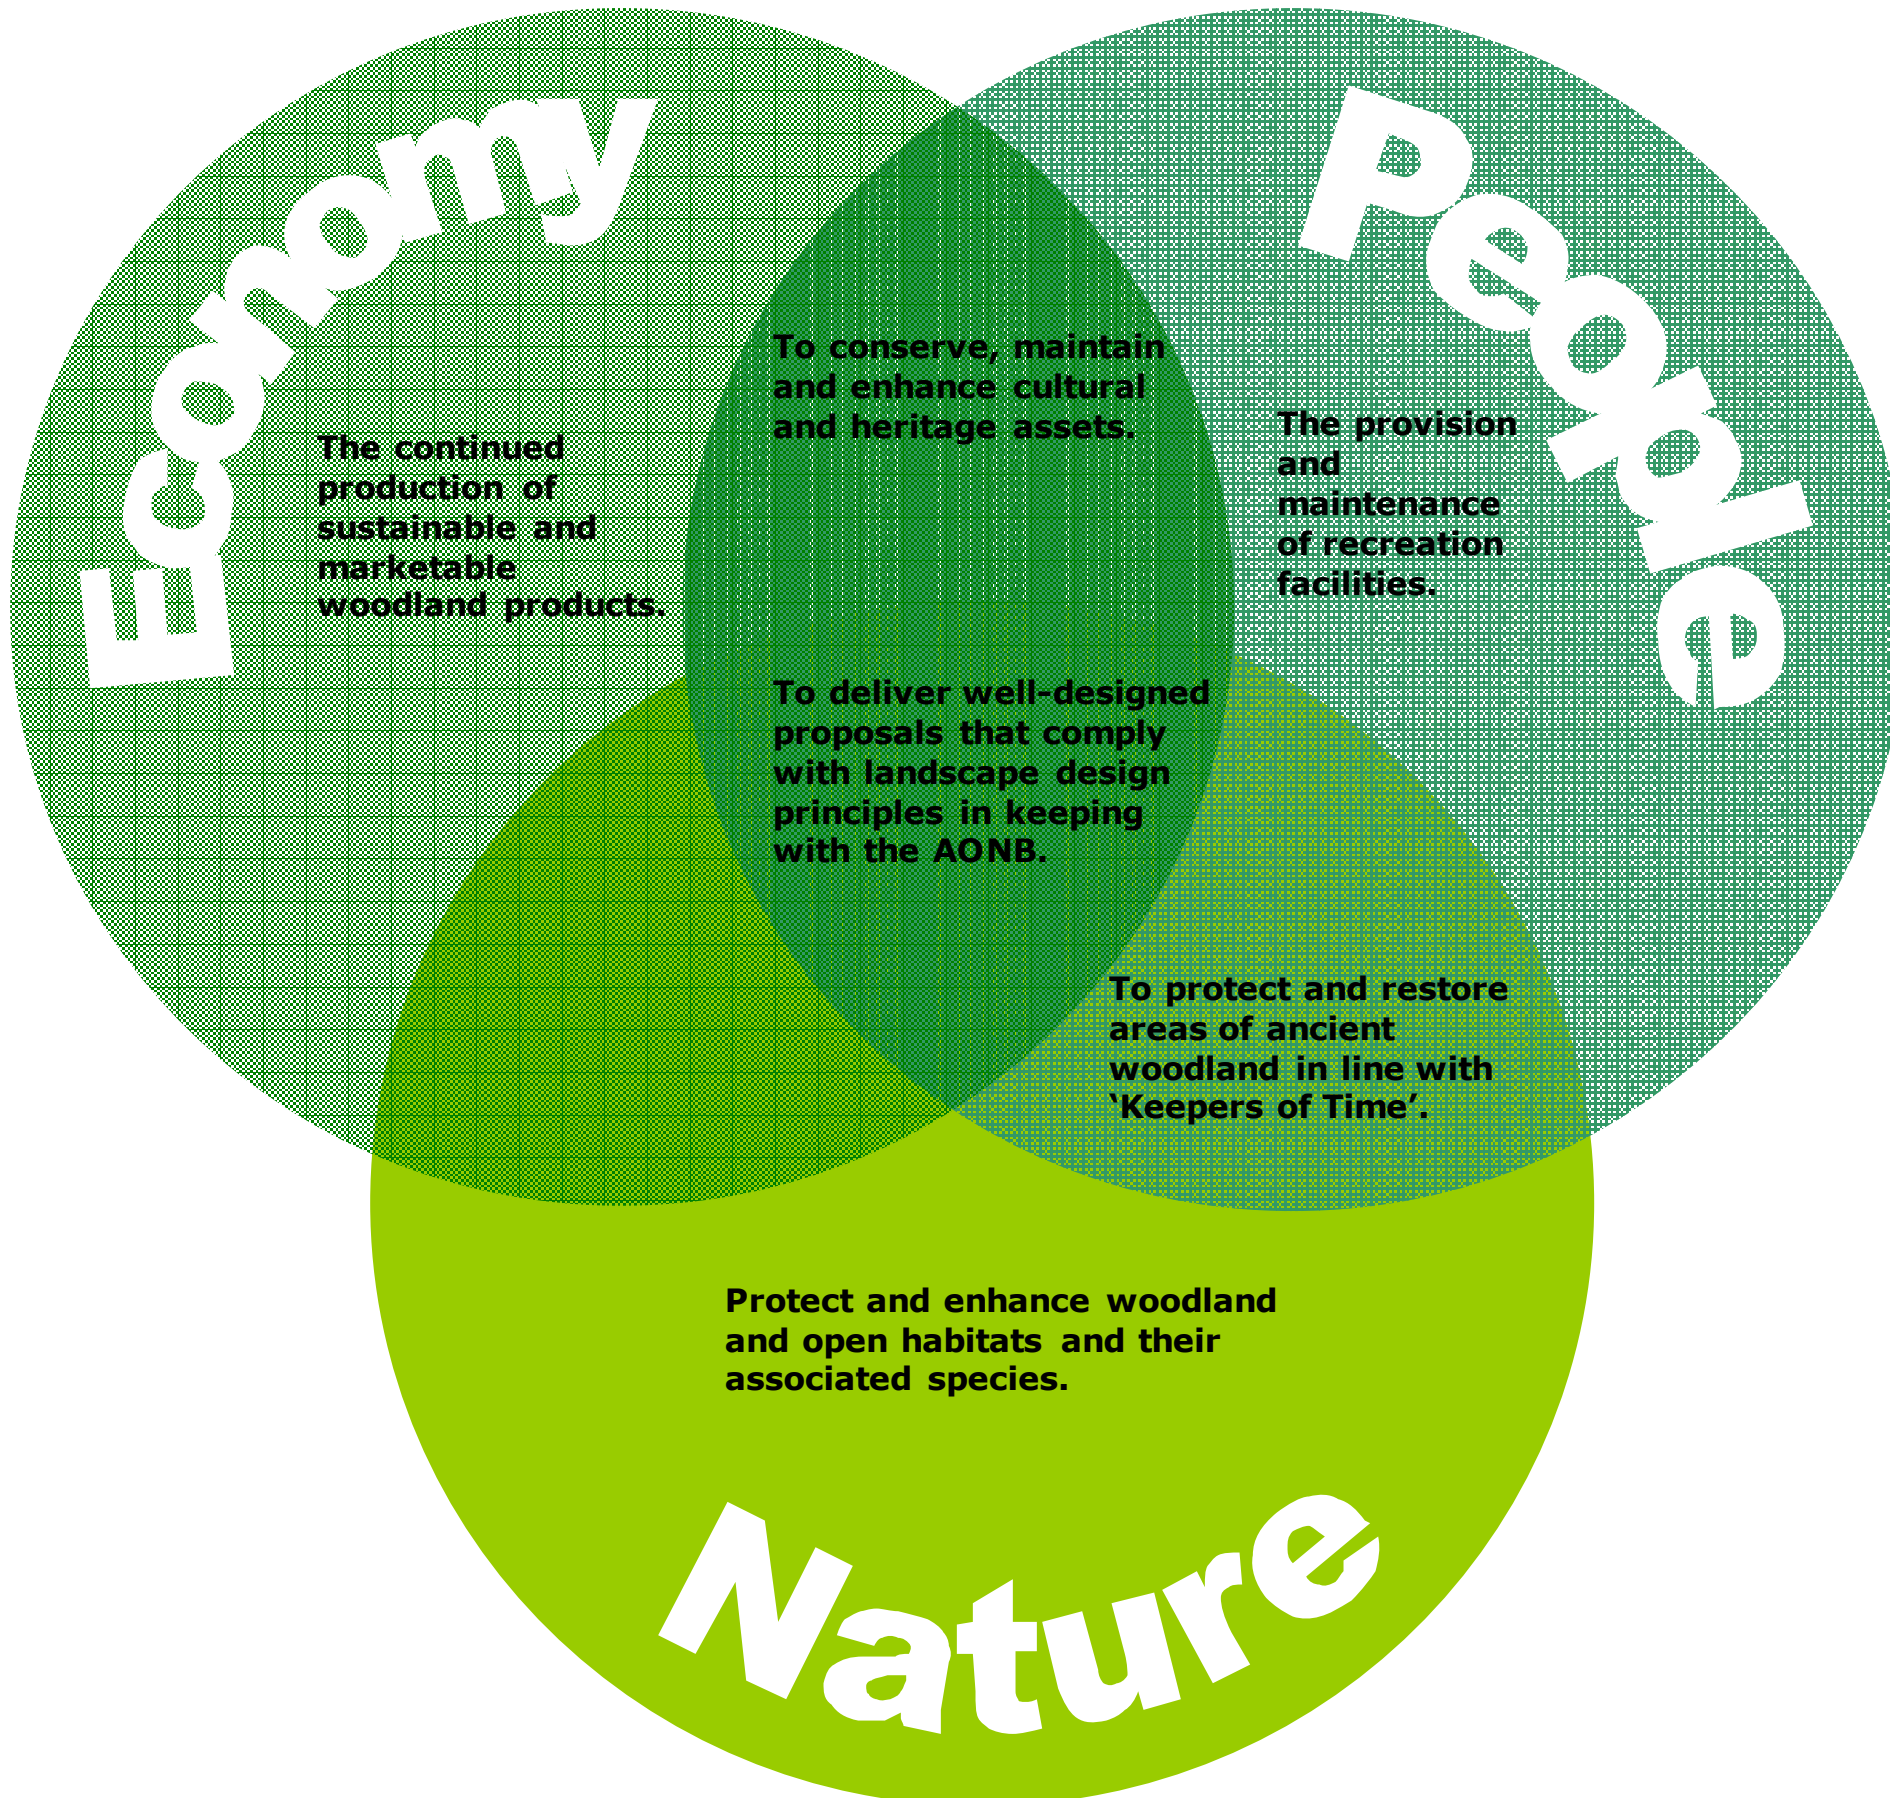 Economy
People
To conserve, maintain
and enhance cultural
and heritage assets.
The continued
production of
sustainable and
marketable
woodland products.
The provision
and
maintenance
of recreation
facilities.
To deliver well-designed
proposals that comply
with landscape design
principles in keeping
with the AONB.
To protect and restore
areas of ancient
woodland in line with
‘Keepers of Time’.
Protect and enhance woodland
and open habitats and their
associated species.
Nature